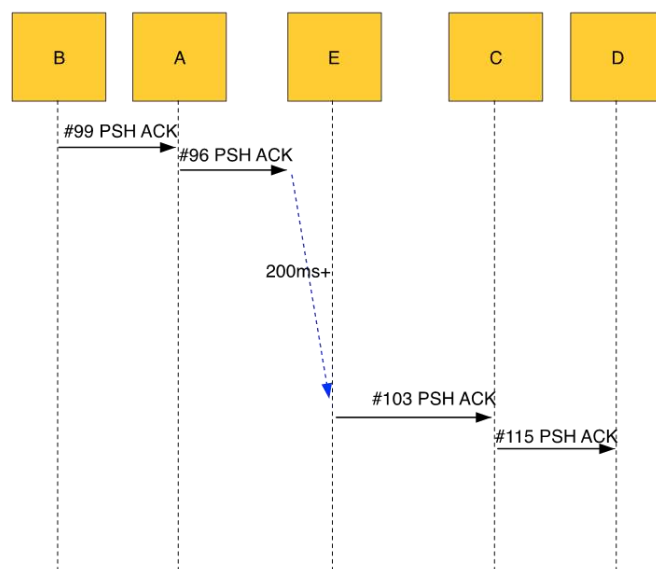 B A E C D
#99 PSH ACK
#96 PSH ACK
200ms+
#103 PSH ACK
#115 PSH ACK